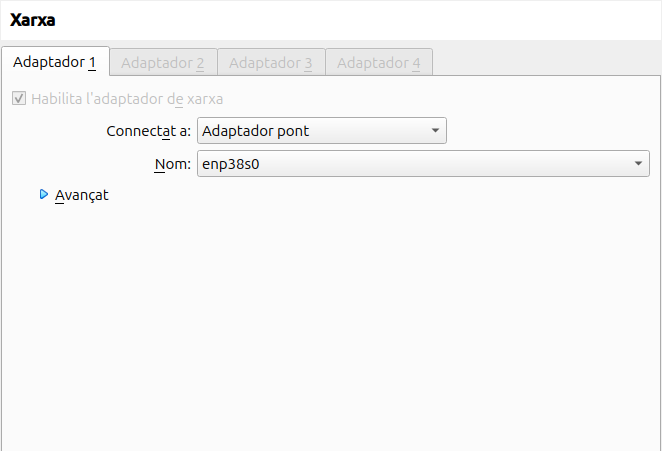 Xarxa
Adaptador 1 Adaptador 2 Adaptador 3 Adaptador 4
Habilita l'adaptador de xarxa
Connectat a: Adaptador pont
Nom: enp38s0
Avançat